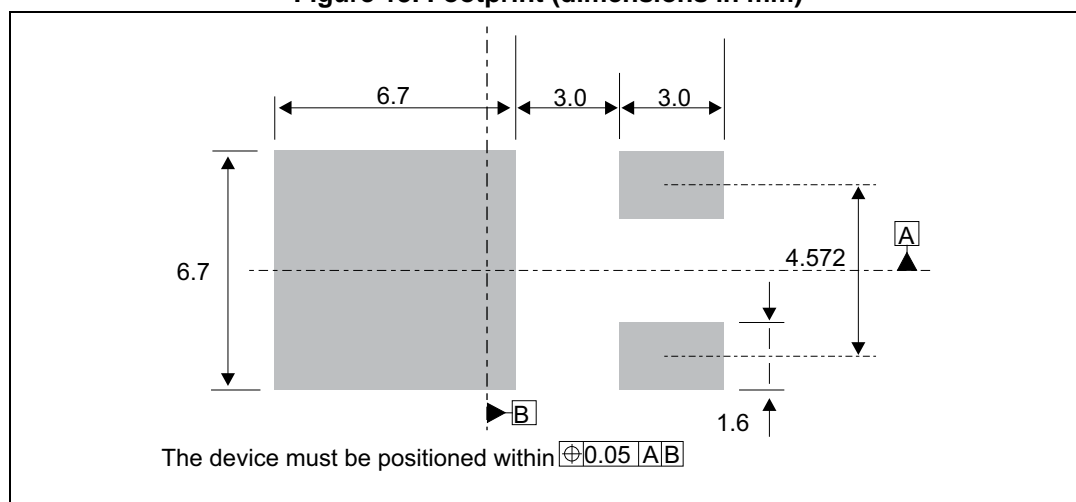 Figure Footprint (dimensions in mm)
6.7
3.0
3.0
6.7
4.572
A
1.6
B
The device must be positioned within ⌖ 0.05 A B